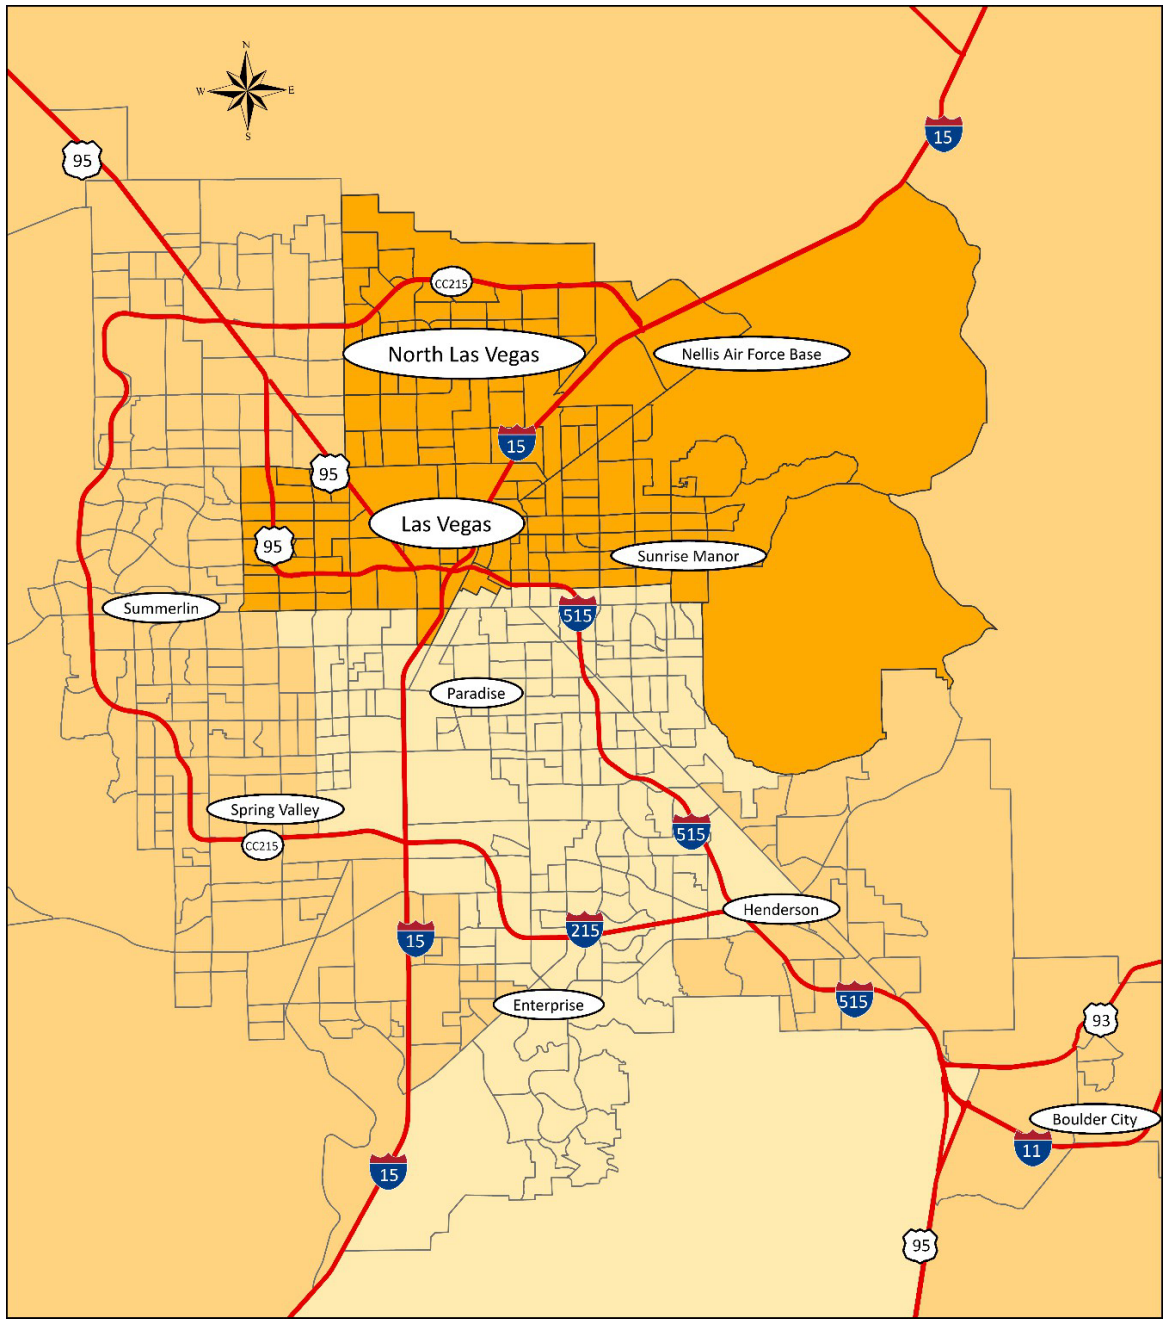 N
W E
S
95
15
CC215
North Las Vegas
Nellis Air Force Base
15
95
Las Vegas
95
Sunrise Manor
Summerlin
515
Paradise
Spring Valley
515
CC215
Henderson
15
215
515
Enterprise
93
Boulder City
11
15
95